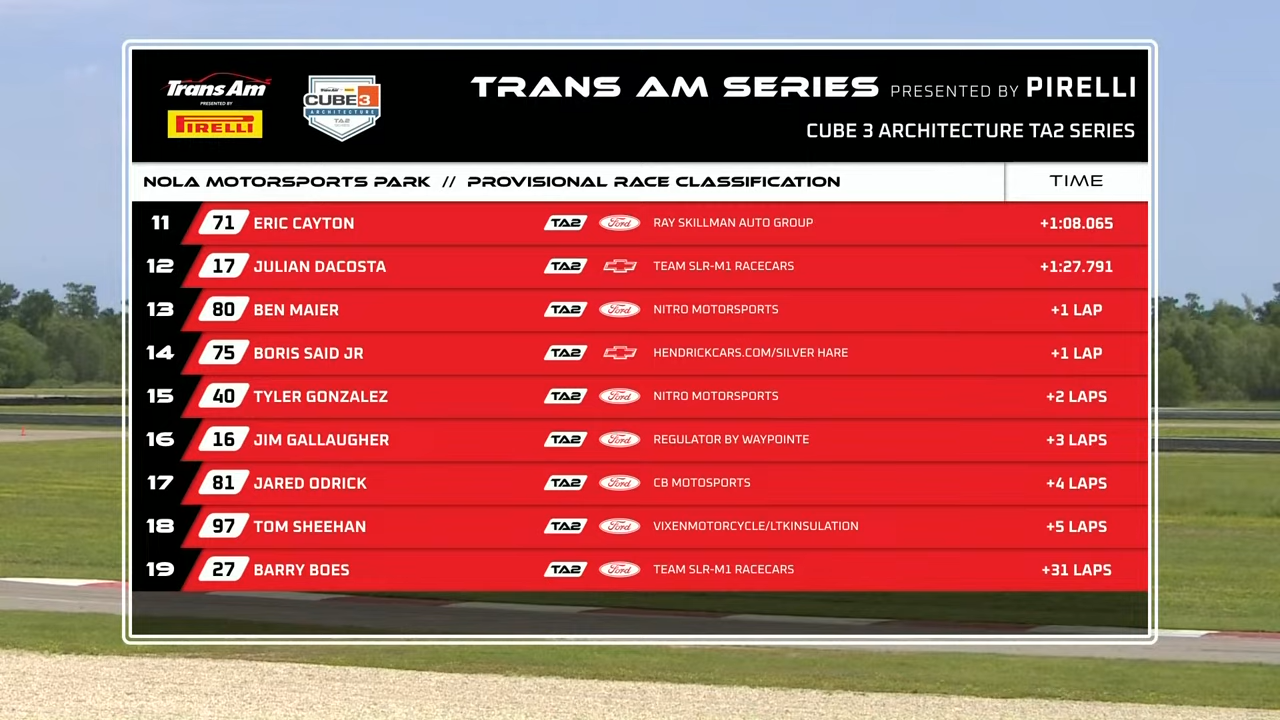 Trans Am
PRESENTED BY
PIRELLI
CUBE 3
ARCHITECTURE
TA2
TRANS AM SERIES PRESENTED BY PIRELLI
CUBE 3 ARCHITECTURE TA2 SERIES
NOLA MOTORSPORTS PARK // PROVISIONAL RACE CLASSIFICATION TIME
11 71 ERIC CAYTON TA2 Ford RAY SKILLMAN AUTO GROUP +1:08.065
12 17 JULIAN DACOSTA TA2 TEAM SLR-M1 RACECARS +1:27.791
13 80 BEN MAIER TA2 Ford NITRO MOTORSPORTS +1 LAP
14 75 BORIS SAID JR TA2 HENDRICKCARS.COM/SILVER HARE +1 LAP
15 40 TYLER GONZALEZ TA2 Ford NITRO MOTORSPORTS +2 LAPS
16 16 JIM GALLAUGHER TA2 Ford REGULATOR BY WAYPOINTE +3 LAPS
17 81 JARED ODRICK TA2 Ford CB MOTOSPORTS +4 LAPS
18 97 TOM SHEEHAN TA2 Ford VIXENMOTORCYCLE/LTKINSULATION +5 LAPS
19 27 BARRY BOES TA2 Ford TEAM SLR-M1 RACECARS +31 LAPS